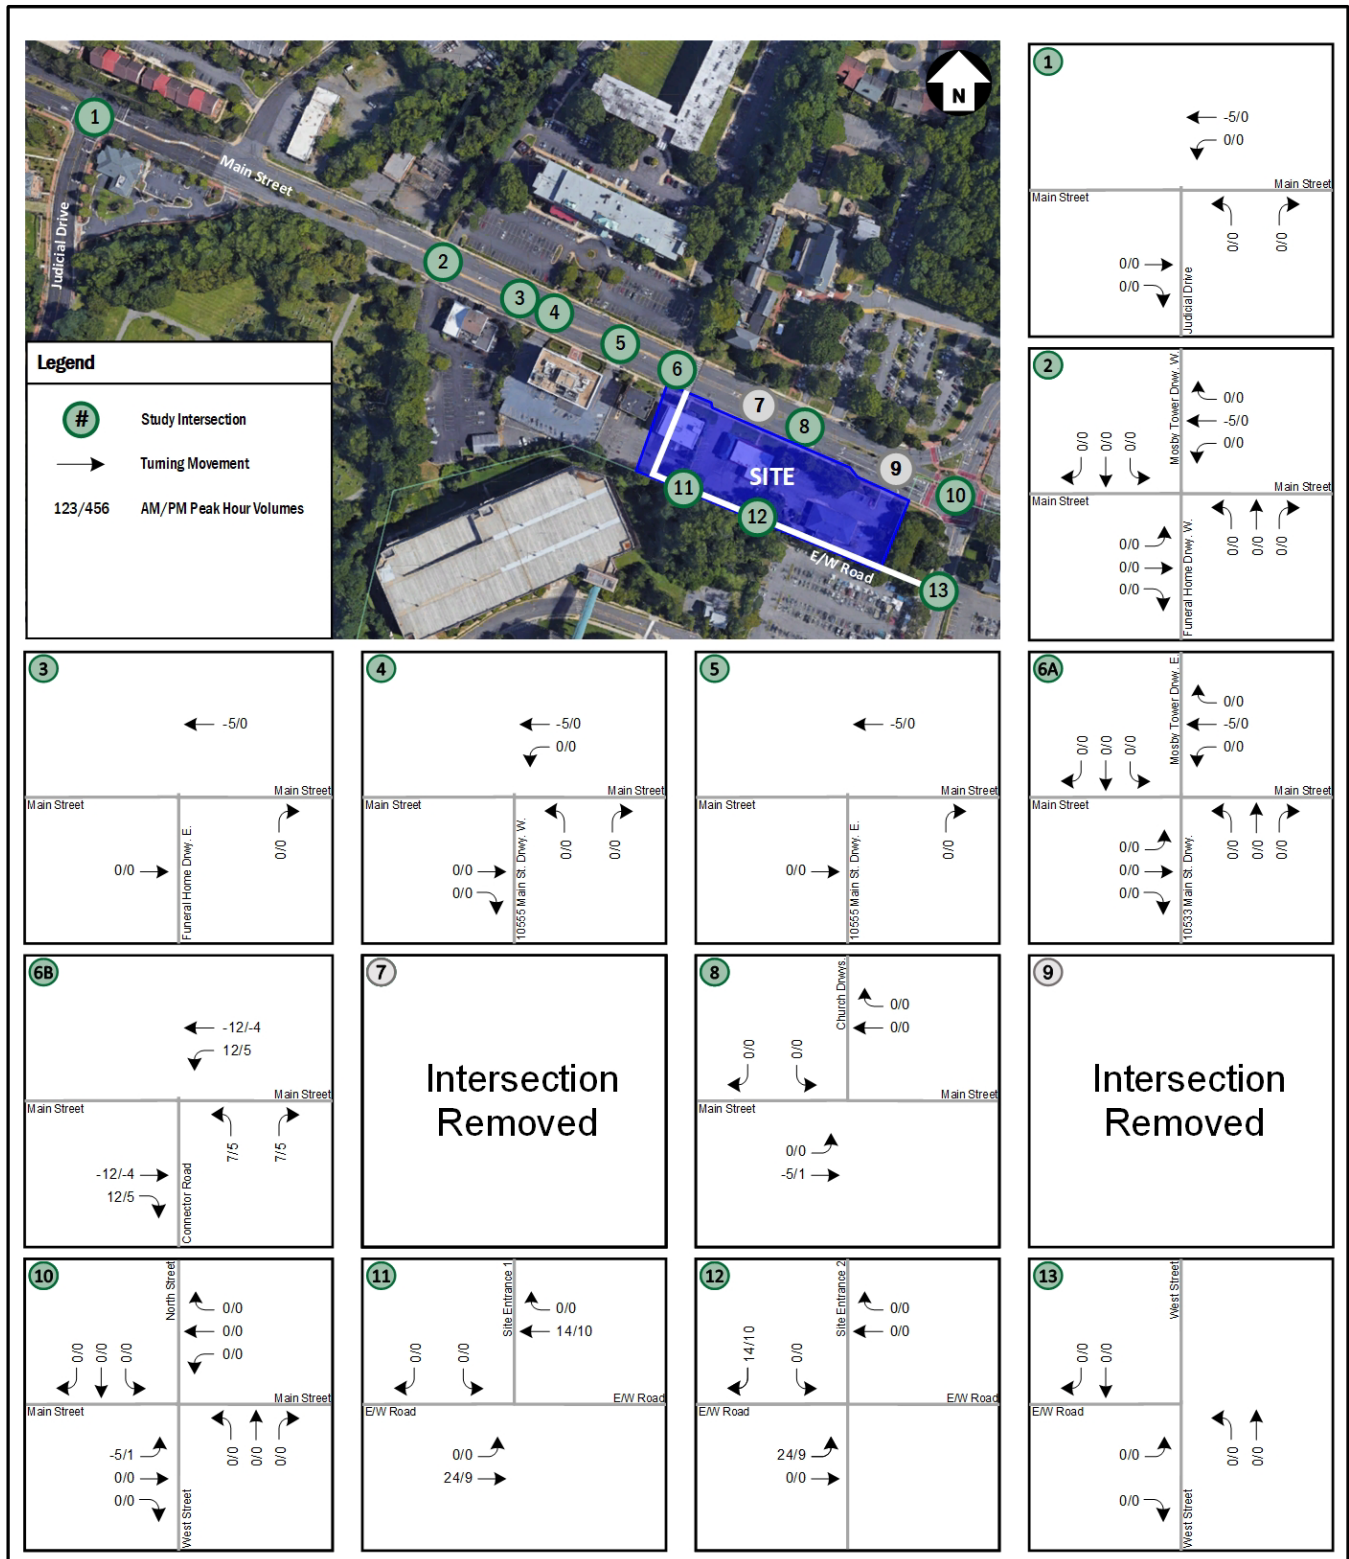 N
1
Main Street
Judicial Drive
2
3
4
5
6
7
8
9
10
11
12
13
SITE
E/W Road
Legend
# Study Intersection
Turning Movement
123/456 AM/PM Peak Hour Volumes
1
-5/0
0/0
Main Street
Main Street
0/0
0/0
0/0
0/0
Judicial Drive
2
Mosby Tower Drwy. W.
0/0
-5/0
0/0
0/0
0/0
0/0
Main Street
Main Street
0/0
0/0
0/0
0/0
0/0
0/0
Funeral Home Drwy. W.
3
-5/0
Main Street
Main Street
0/0
0/0
Funeral Home Drwy. E.
4
-5/0
0/0
Main Street
Main Street
0/0
0/0
0/0
0/0
10555 Main St. Drwy. W.
5
-5/0
Main Street
Main Street
0/0
0/0
10555 Main St. Drwy. E.
6A
Mosby Tower Drwy. E.
0/0
-5/0
0/0
0/0
0/0
0/0
Main Street
Main Street
0/0
0/0
0/0
0/0
0/0
0/0
10533 Main St. Drwy.
6B
-12/-4
12/5
Main Street
Main Street
7/5
7/5
-12/-4
12/5
Connector Road
7
Intersection
Removed
8
Church Drwys.
0/0
0/0
0/0
0/0
Main Street
Main Street
0/0
-5/1
9
Intersection
Removed
10
North Street
0/0
0/0
0/0
0/0
0/0
0/0
Main Street
Main Street
-5/1
0/0
0/0
0/0
0/0
0/0
West Street
11
Site Entrance 1
0/0
14/10
0/0
0/0
E/W Road
E/W Road
0/0
24/9
12
Site Entrance 2
0/0
0/0
14/10
0/0
E/W Road
E/W Road
24/9
0/0
13
West Street
0/0
0/0
E/W Road
0/0
0/0
0/0
0/0
West Street